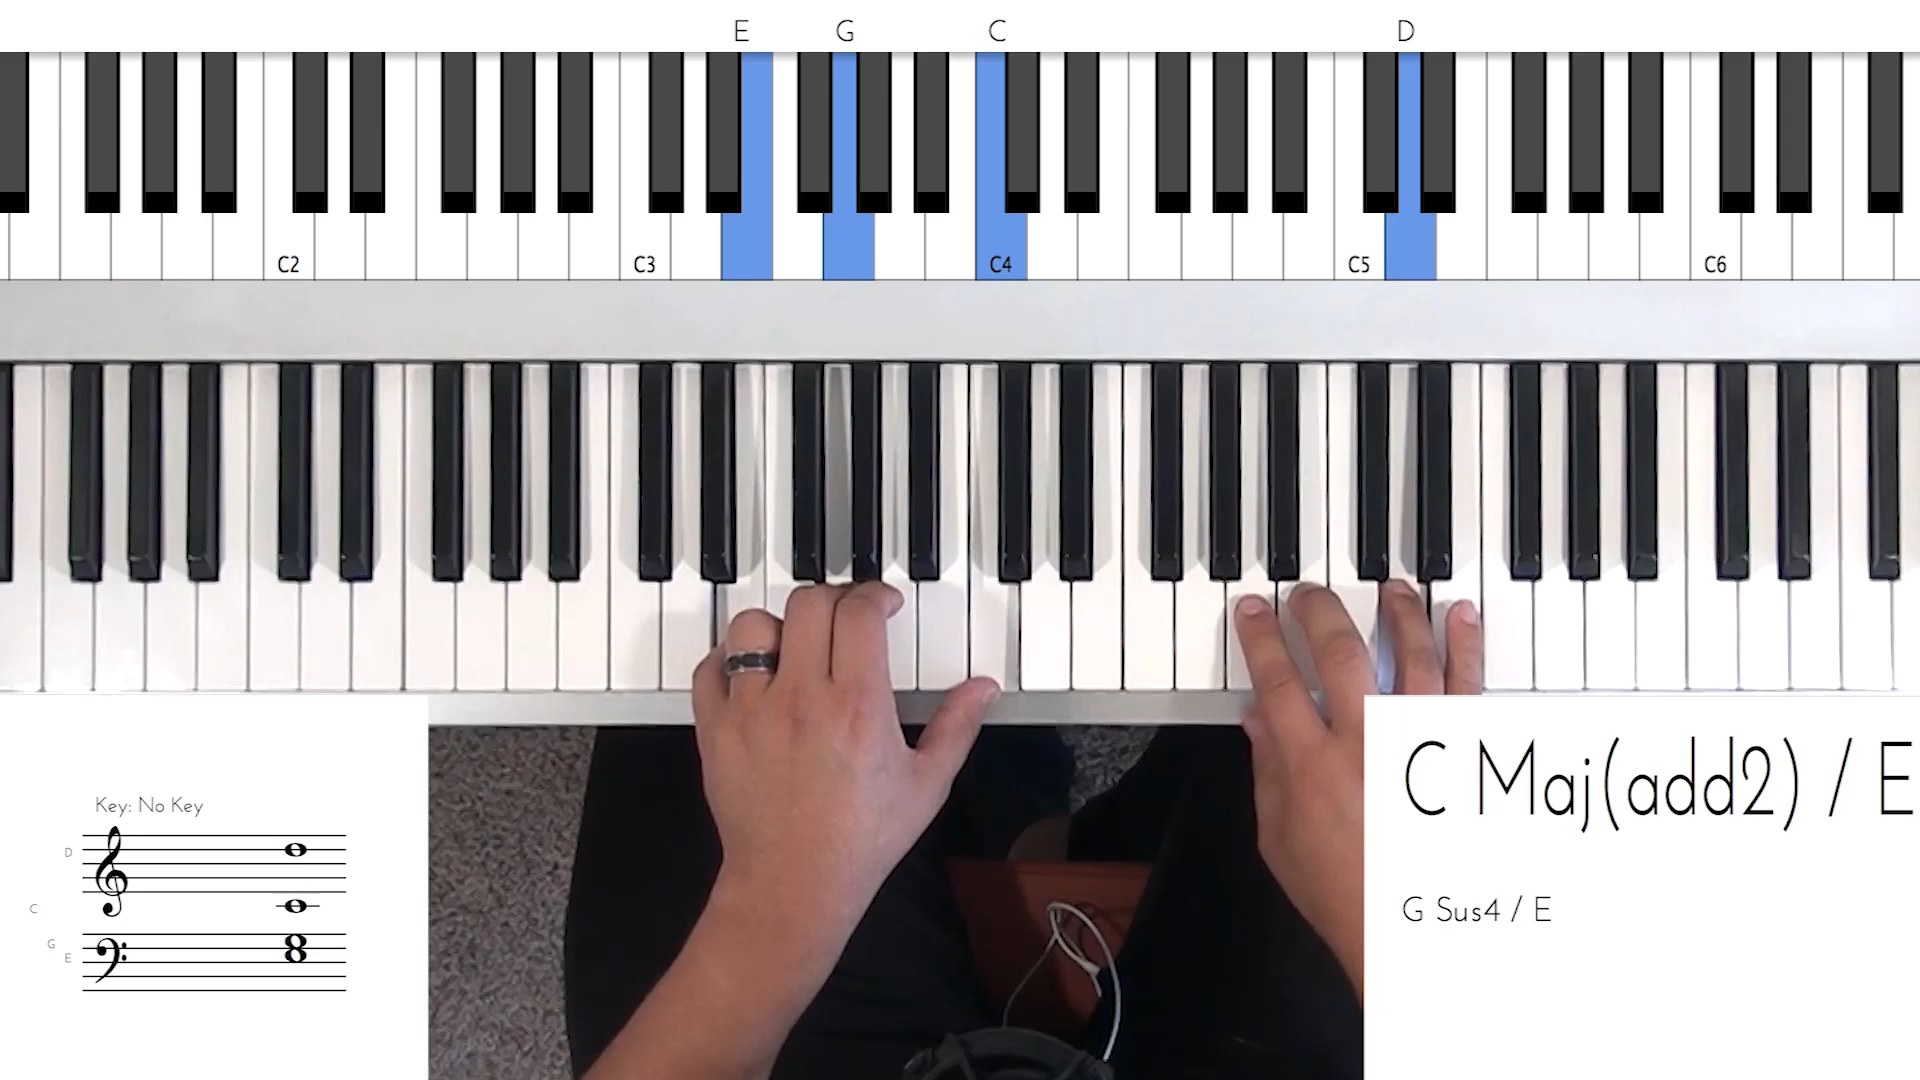 E G C D
C2 C3 C4 C5 C6
Key: No Key
D
C
G
E
C Maj(add2) / E
G Sus4 / E